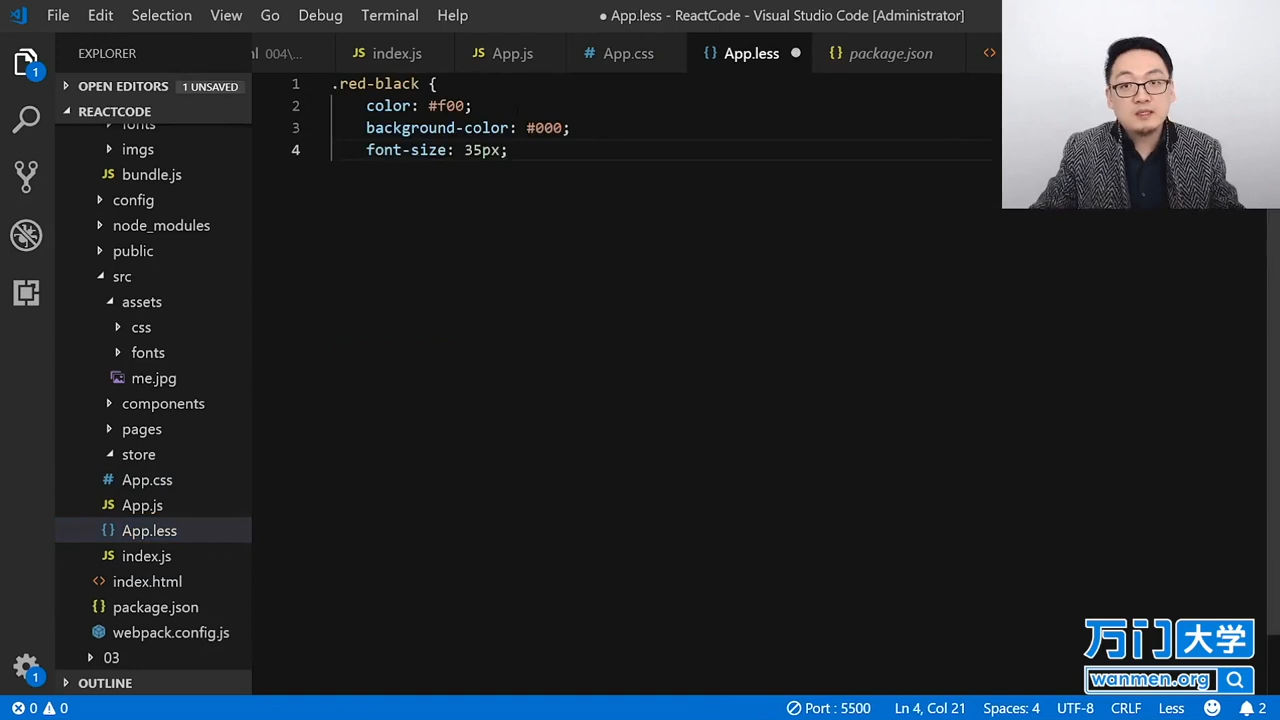 File Edit Selection View Go Debug Terminal Help
● App.less - ReactCode - Visual Studio Code [Administrator]
EXPLORER
OPEN EDITORS 1 UNSAVED
REACTCODE
fonts
imgs
bundle.js
config
node_modules
public
src
assets
css
fonts
me.jpg
components
pages
store
App.css
App.js
App.less
index.js
index.html
package.json
webpack.config.js
03
OUTLINE
ml 004\... JS index.js JS App.js # App.css {} App.less ● {} package.json <>
1 .red-black {
2 color: #f00;
3 background-color: #000;
4 font-size: 35px;
万门大学
wanmen.org
0 0 Port : 5500 Ln 4, Col 21 Spaces: 4 UTF-8 CRLF Less 2